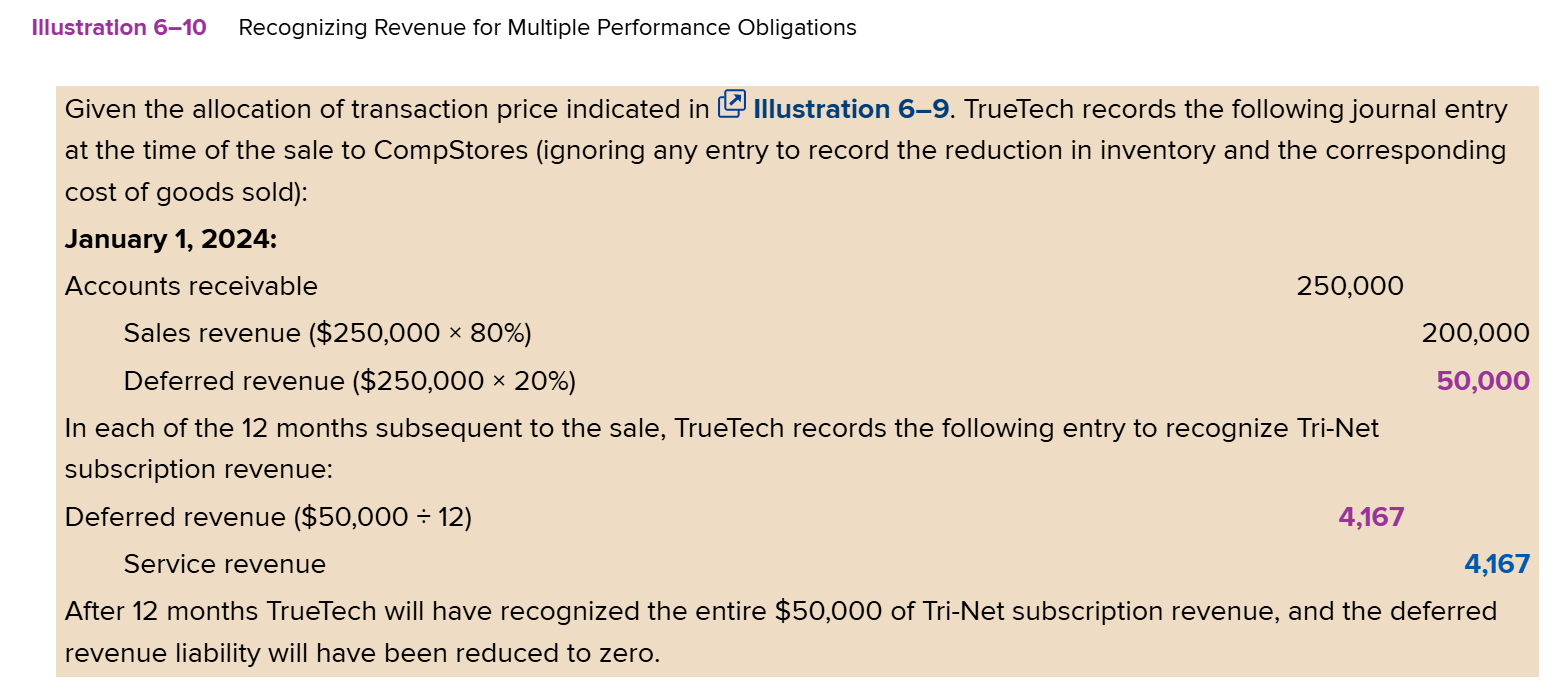 Illustration 6–10 Recognizing Revenue for Multiple Performance Obligations
Given the allocation of transaction price indicated in Illustration 6–9. TrueTech records the following journal entry
at the time of the sale to CompStores (ignoring any entry to record the reduction in inventory and the corresponding
cost of goods sold):
January 1, 2024:
Accounts receivable 250,000
Sales revenue ($250,000 × 80%) 200,000
Deferred revenue ($250,000 × 20%) 50,000
In each of the 12 months subsequent to the sale, TrueTech records the following entry to recognize Tri-Net
subscription revenue:
Deferred revenue ($50,000 ÷ 12) 4,167
Service revenue 4,167
After 12 months TrueTech will have recognized the entire $50,000 of Tri-Net subscription revenue, and the deferred
revenue liability will have been reduced to zero.